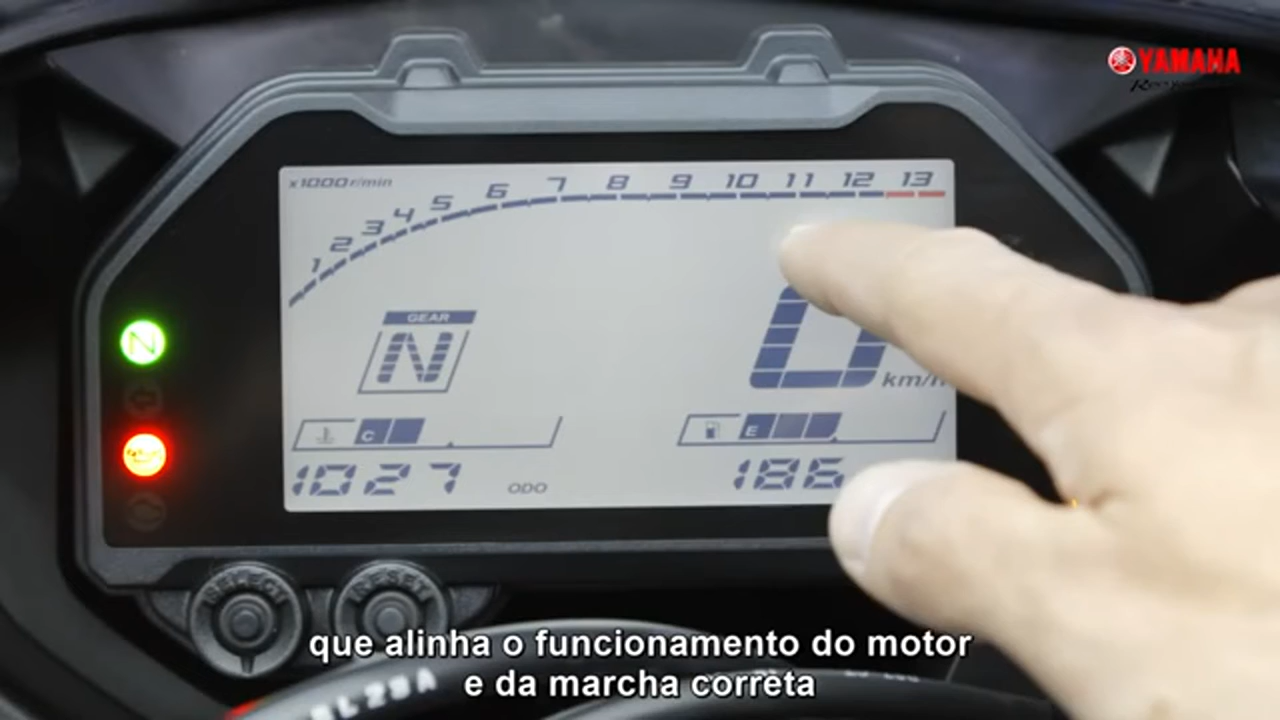 YAMAHA
x1000 r/min
1 2 3 4 5 6 7 8 9 10 11 12 13
GEAR
N
N
0
km/h
C
E
1027 ODO
186
SELECT RESET
que alinha o funcionamento do motor
e da marcha correta